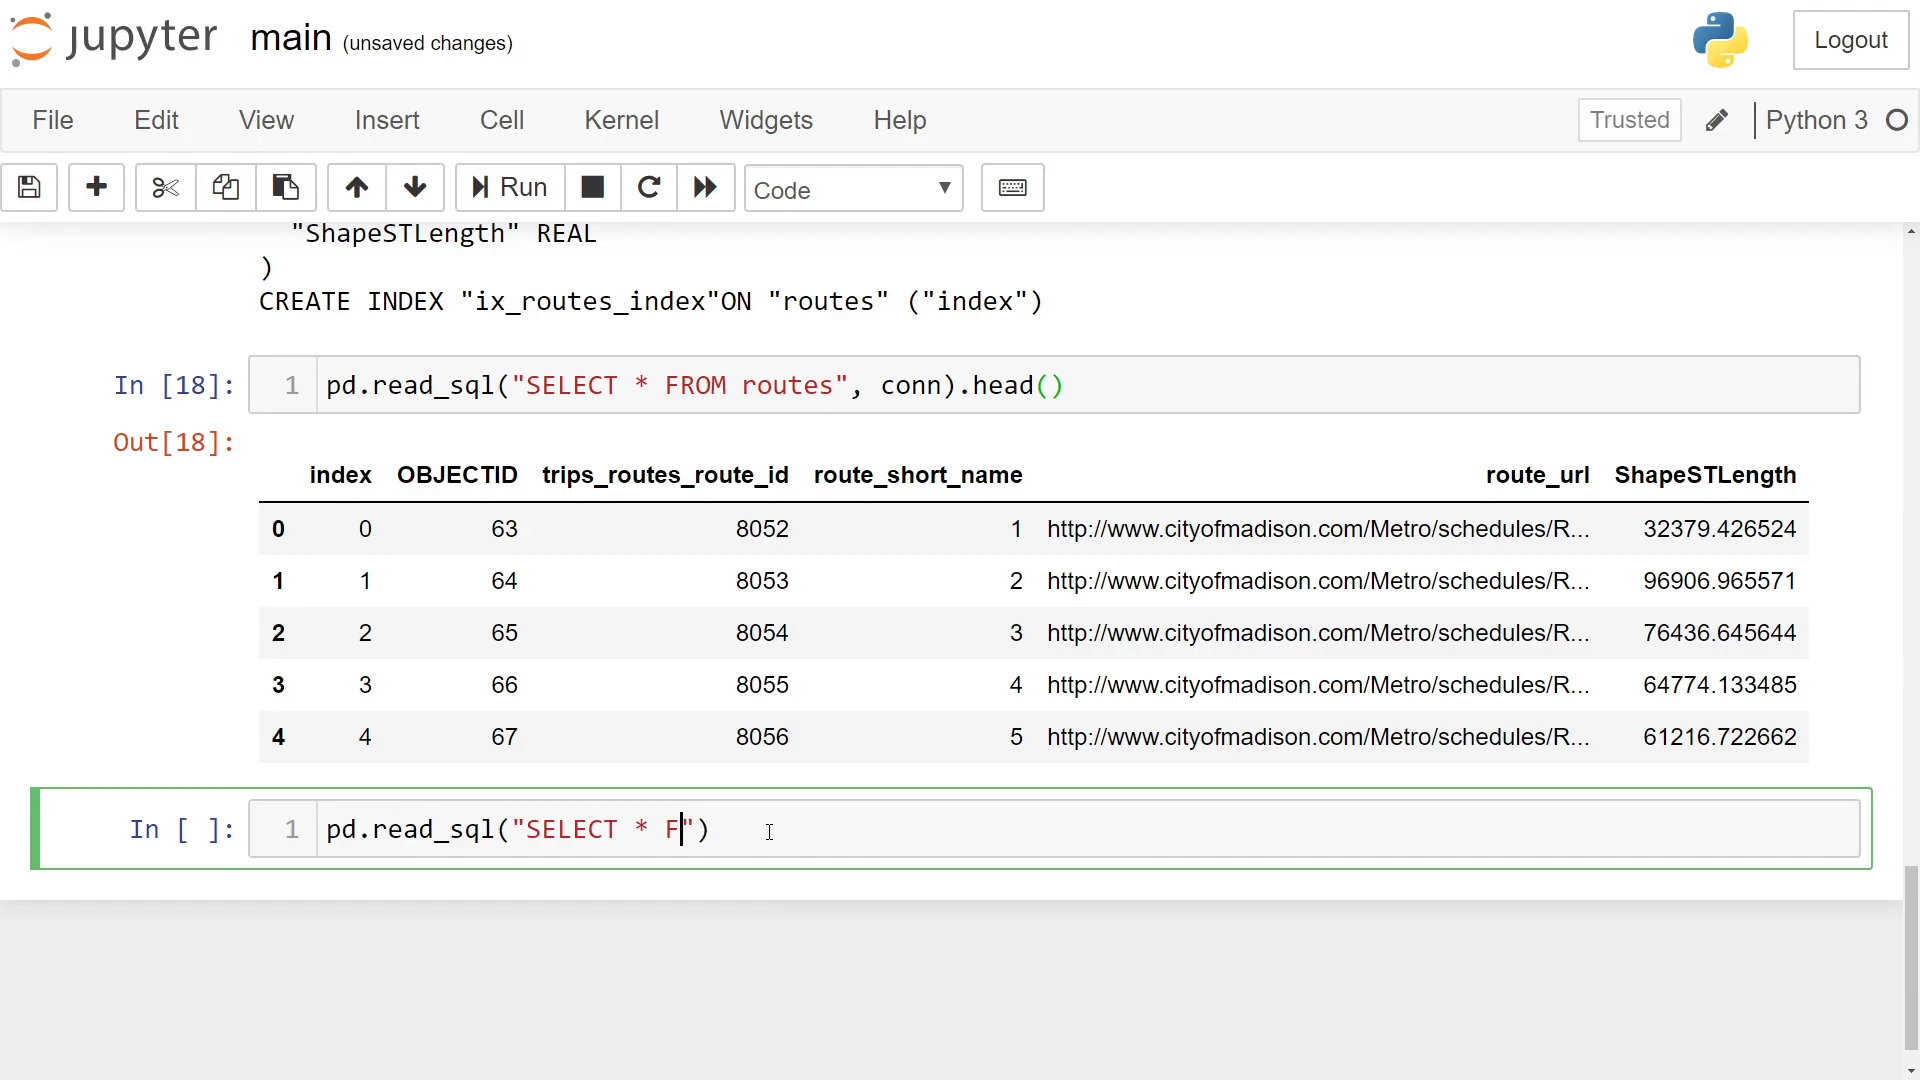 jupyter main (unsaved changes) Logout
File Edit View Insert Cell Kernel Widgets Help Trusted Python 3
Run Code
"ShapeSTLength" REAL
)
CREATE INDEX "ix_routes_index"ON "routes" ("index")
In [18]: 1 pd.read_sql("SELECT * FROM routes", conn).head()
Out[18]:
index OBJECTID trips_routes_route_id route_short_name route_url ShapeSTLength
0 0 63 8052 1 http://www.cityofmadison.com/Metro/schedules/R... 32379.426524
1 1 64 8053 2 http://www.cityofmadison.com/Metro/schedules/R... 96906.965571
2 2 65 8054 3 http://www.cityofmadison.com/Metro/schedules/R... 76436.645644
3 3 66 8055 4 http://www.cityofmadison.com/Metro/schedules/R... 64774.133485
4 4 67 8056 5 http://www.cityofmadison.com/Metro/schedules/R... 61216.722662
In [ ]: 1 pd.read_sql("SELECT * F")